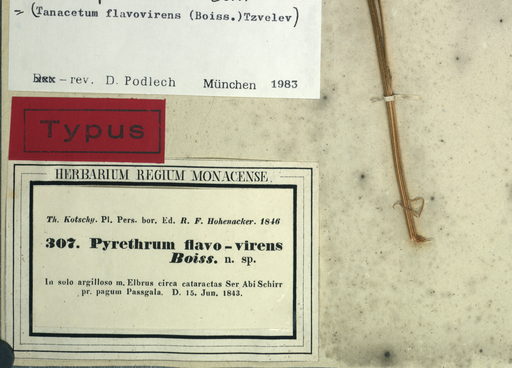 = (Tanacetum flavovirens (Boiss.) Tzvelev)
rev. D. Podlech München 1983
Typus
HERBARIUM REGIUM MONACENSE.
Th. Kotschy. Pl. Pers. bor. Ed. R. F. Hohenacker. 1846
307. Pyrethrum flavo-virens
Boiss. n. sp.
In solo argilloso m. Elbrus circa cataractas Ser Abi Schirr
pr. pagum Passgala. D. 15. Jun. 1843.